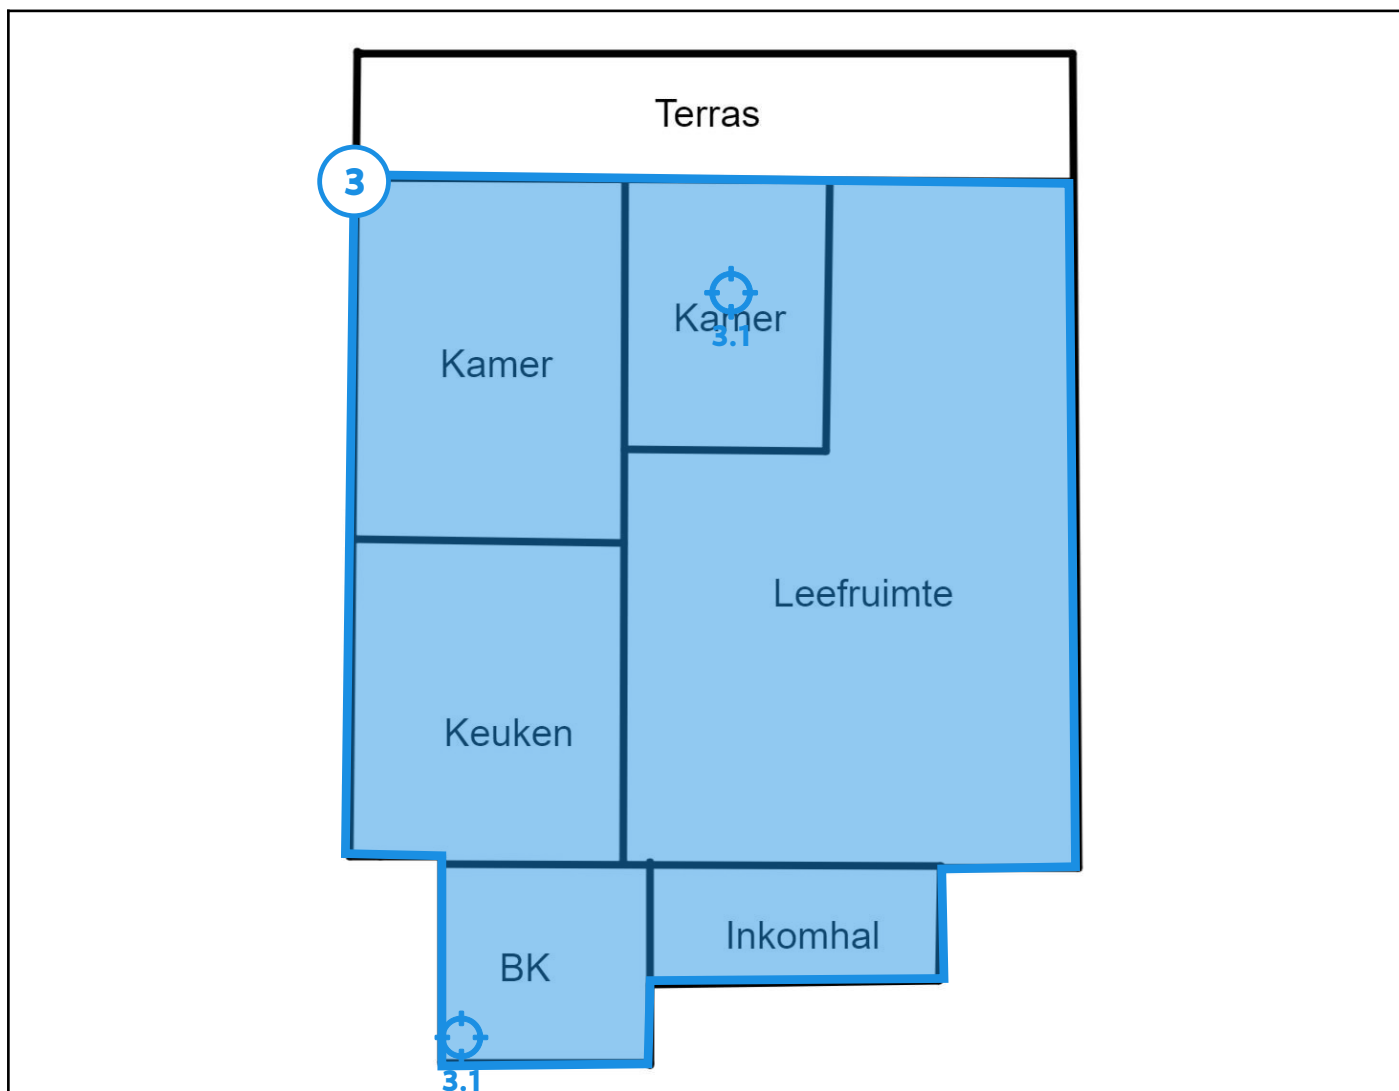 Terras
3
Kamer
3.1
Kamer
Leefruimte
Keuken
Inkomhal
BK
3.1